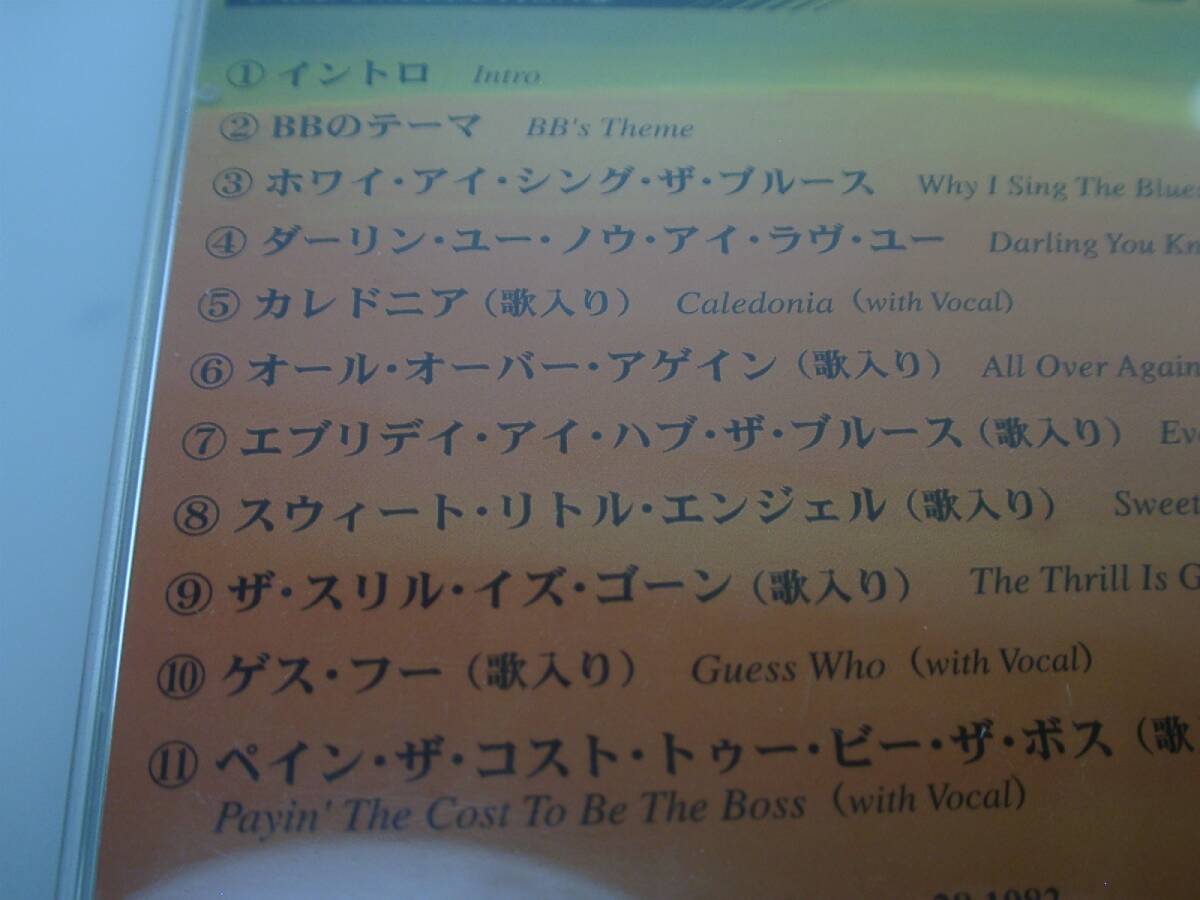 ① イントロ Intro
② BBのテーマ BB's Theme
③ ホワイ・アイ・シング・ザ・ブルース Why I Sing The Blues
④ ダーリン・ユー・ノウ・アイ・ラヴ・ユー Darling You Kn
⑤ カレドニア（歌入り） Caledonia (with Vocal)
⑥ オール・オーバー・アゲイン（歌入り） All Over Again
⑦ エブリデイ・アイ・ハブ・ザ・ブルース（歌入り） Eve
⑧ スウィート・リトル・エンジェル（歌入り） Sweet
⑨ ザ・スリル・イズ・ゴーン（歌入り） The Thrill Is G
⑩ ゲス・フー（歌入り） Guess Who (with Vocal)
⑪ ペイン・ザ・コスト・トゥー・ビー・ザ・ボス（歌
Payin' The Cost To Be The Boss (with Vocal)